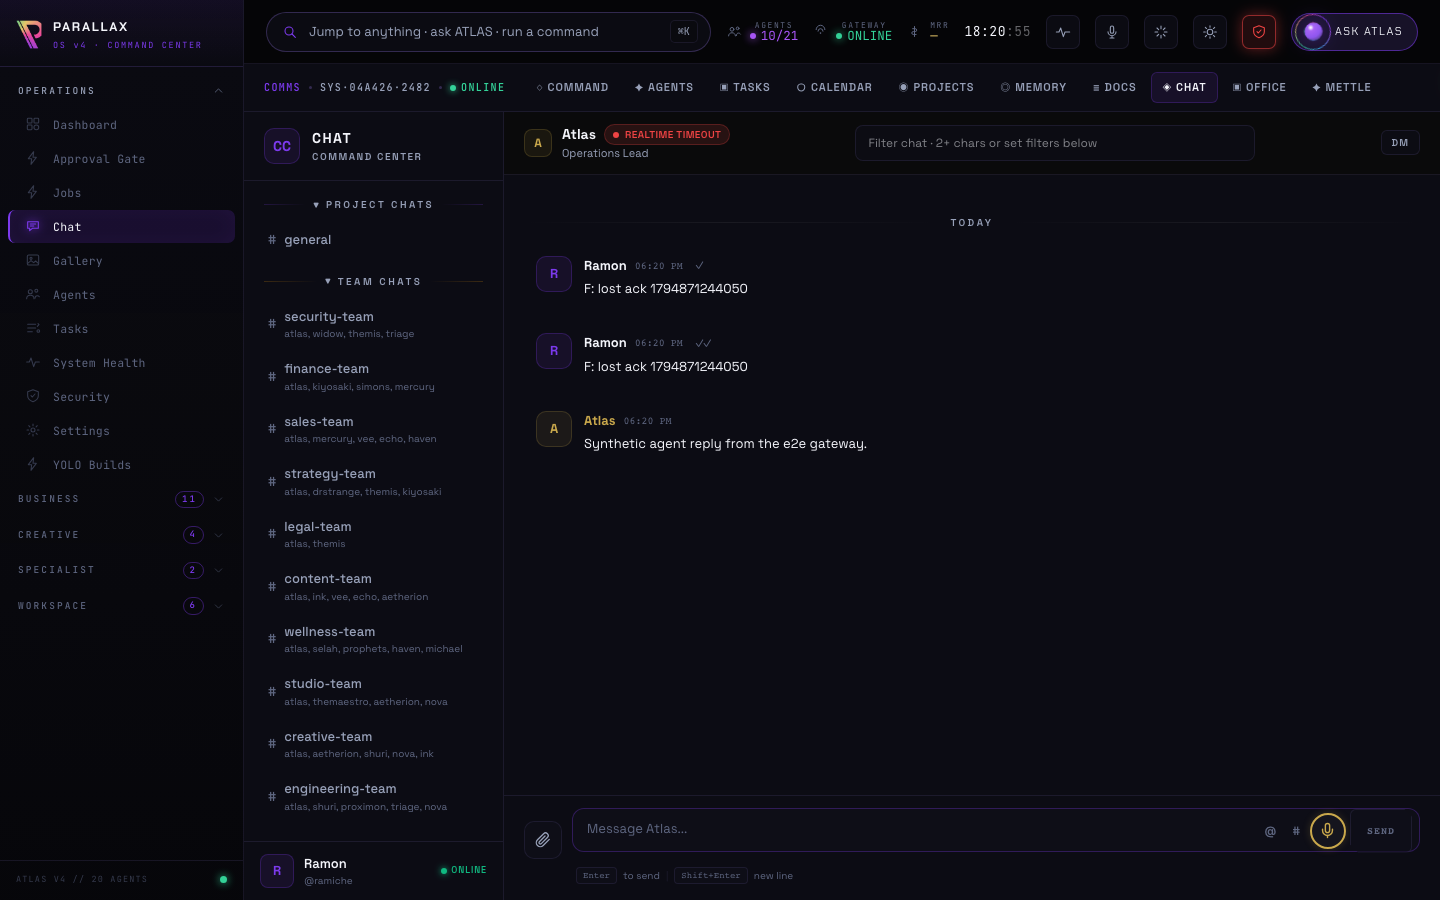 PARALLAX
OS v4 · COMMAND CENTER
Jump to anything · ask ATLAS · run a command
⌘K
AGENTS
10/21
GATEWAY
ONLINE
MRR
—
18:20:55
ASK ATLAS
COMMS · SYS·04A426·2482 · ONLINE
COMMAND
AGENTS
TASKS
CALENDAR
PROJECTS
MEMORY
DOCS
CHAT
OFFICE
METTLE
OPERATIONS
Dashboard
Approval Gate
Jobs
Chat
Gallery
Agents
Tasks
System Health
Security
Settings
YOLO Builds
BUSINESS 11
CREATIVE 4
SPECIALIST 2
WORKSPACE 6
ATLAS V4 // 20 AGENTS
CC
CHAT
COMMAND CENTER
▾ PROJECT CHATS
# general
▾ TEAM CHATS
# security-team
atlas, widow, themis, triage
# finance-team
atlas, kiyosaki, simons, mercury
# sales-team
atlas, mercury, vee, echo, haven
# strategy-team
atlas, drstrange, themis, kiyosaki
# legal-team
atlas, themis
# content-team
atlas, ink, vee, echo, aetherion
# wellness-team
atlas, selah, prophets, haven, michael
# studio-team
atlas, themaestro, aetherion, nova
# creative-team
atlas, aetherion, shuri, nova, ink
# engineering-team
atlas, shuri, proximon, triage, nova
R
Ramon
@ramiche
ONLINE
A
Atlas
REALTIME TIMEOUT
Operations Lead
Filter chat · 2+ chars or set filters below
DM
TODAY
R
Ramon 06:20 PM ✓
F: lost ack 1794871244050
R
Ramon 06:20 PM ✓✓
F: lost ack 1794871244050
A
Atlas 06:20 PM
Synthetic agent reply from the e2e gateway.
Message Atlas...
@ #
SEND
Enter to send
Shift+Enter new line